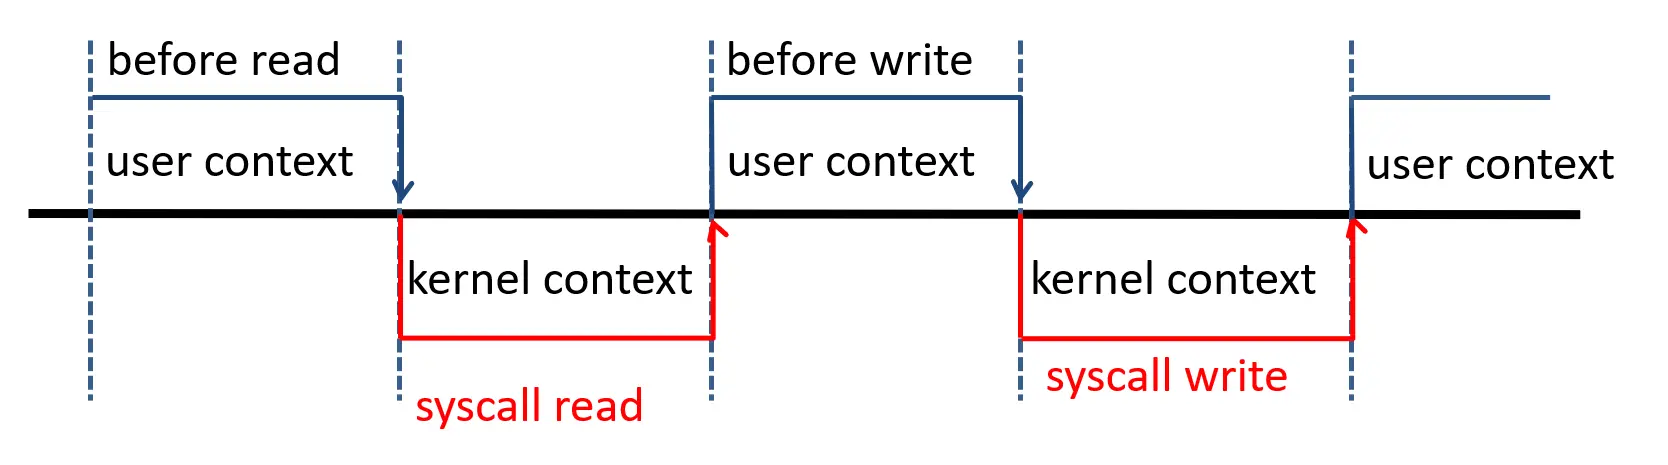 before read
before write
user context
user context
user context
kernel context
kernel context
syscall read
syscall write